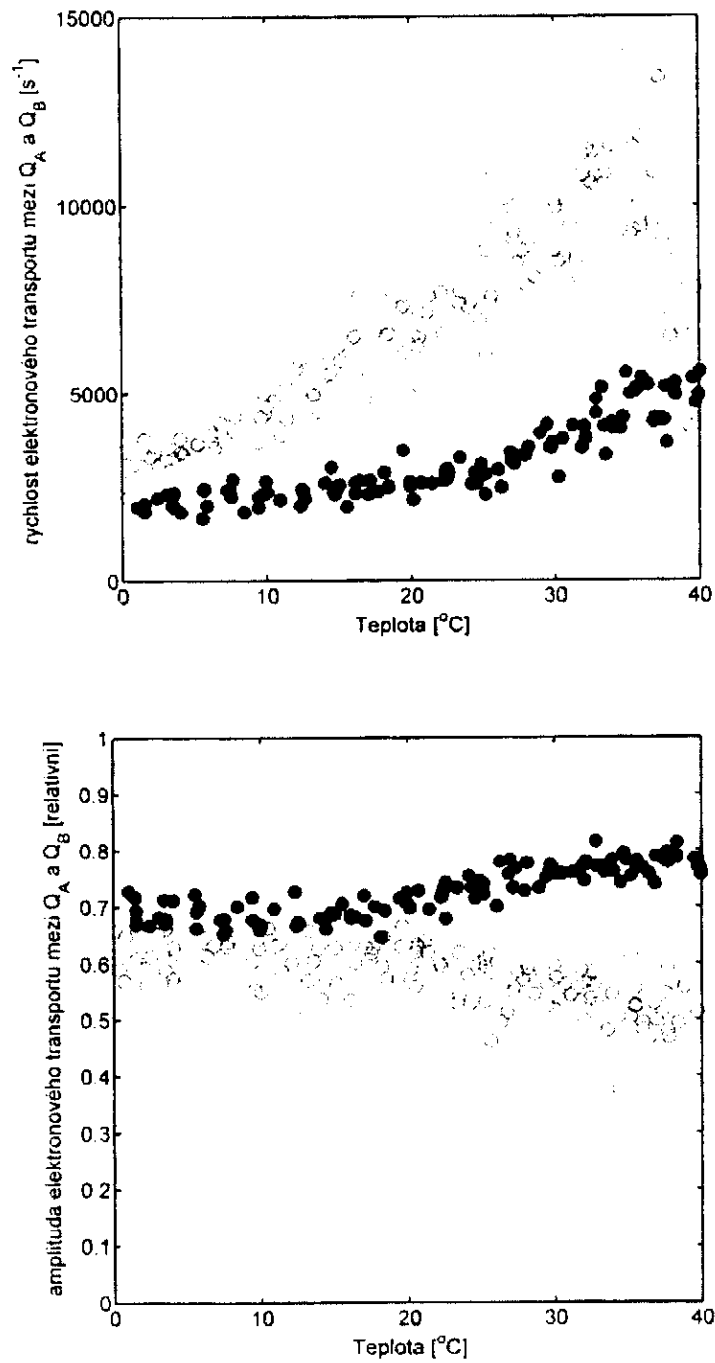 15000
10000
5000
0
rychlost elektronového transportu mezi Q_A a Q_B [s^-1]
0 10 20 30 40
Teplota [°C]
1
0.9
0.8
0.7
0.6
0.5
0.4
0.3
0.2
0.1
0
amplituda elektronového transportu mezi Q_A a Q_B [relativní]
0 10 20 30 40
Teplota [°C]